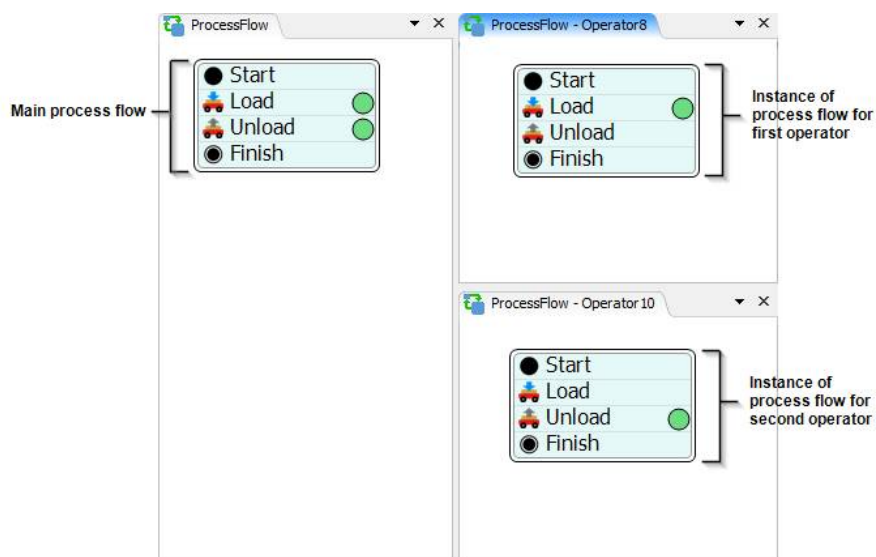 ProcessFlow
Main process flow
Start
Load
Unload
Finish
ProcessFlow - Operator8
Start
Load
Unload
Finish
Instance of
process flow for
first operator
ProcessFlow - Operator10
Start
Load
Unload
Finish
Instance of
process flow for
second operator